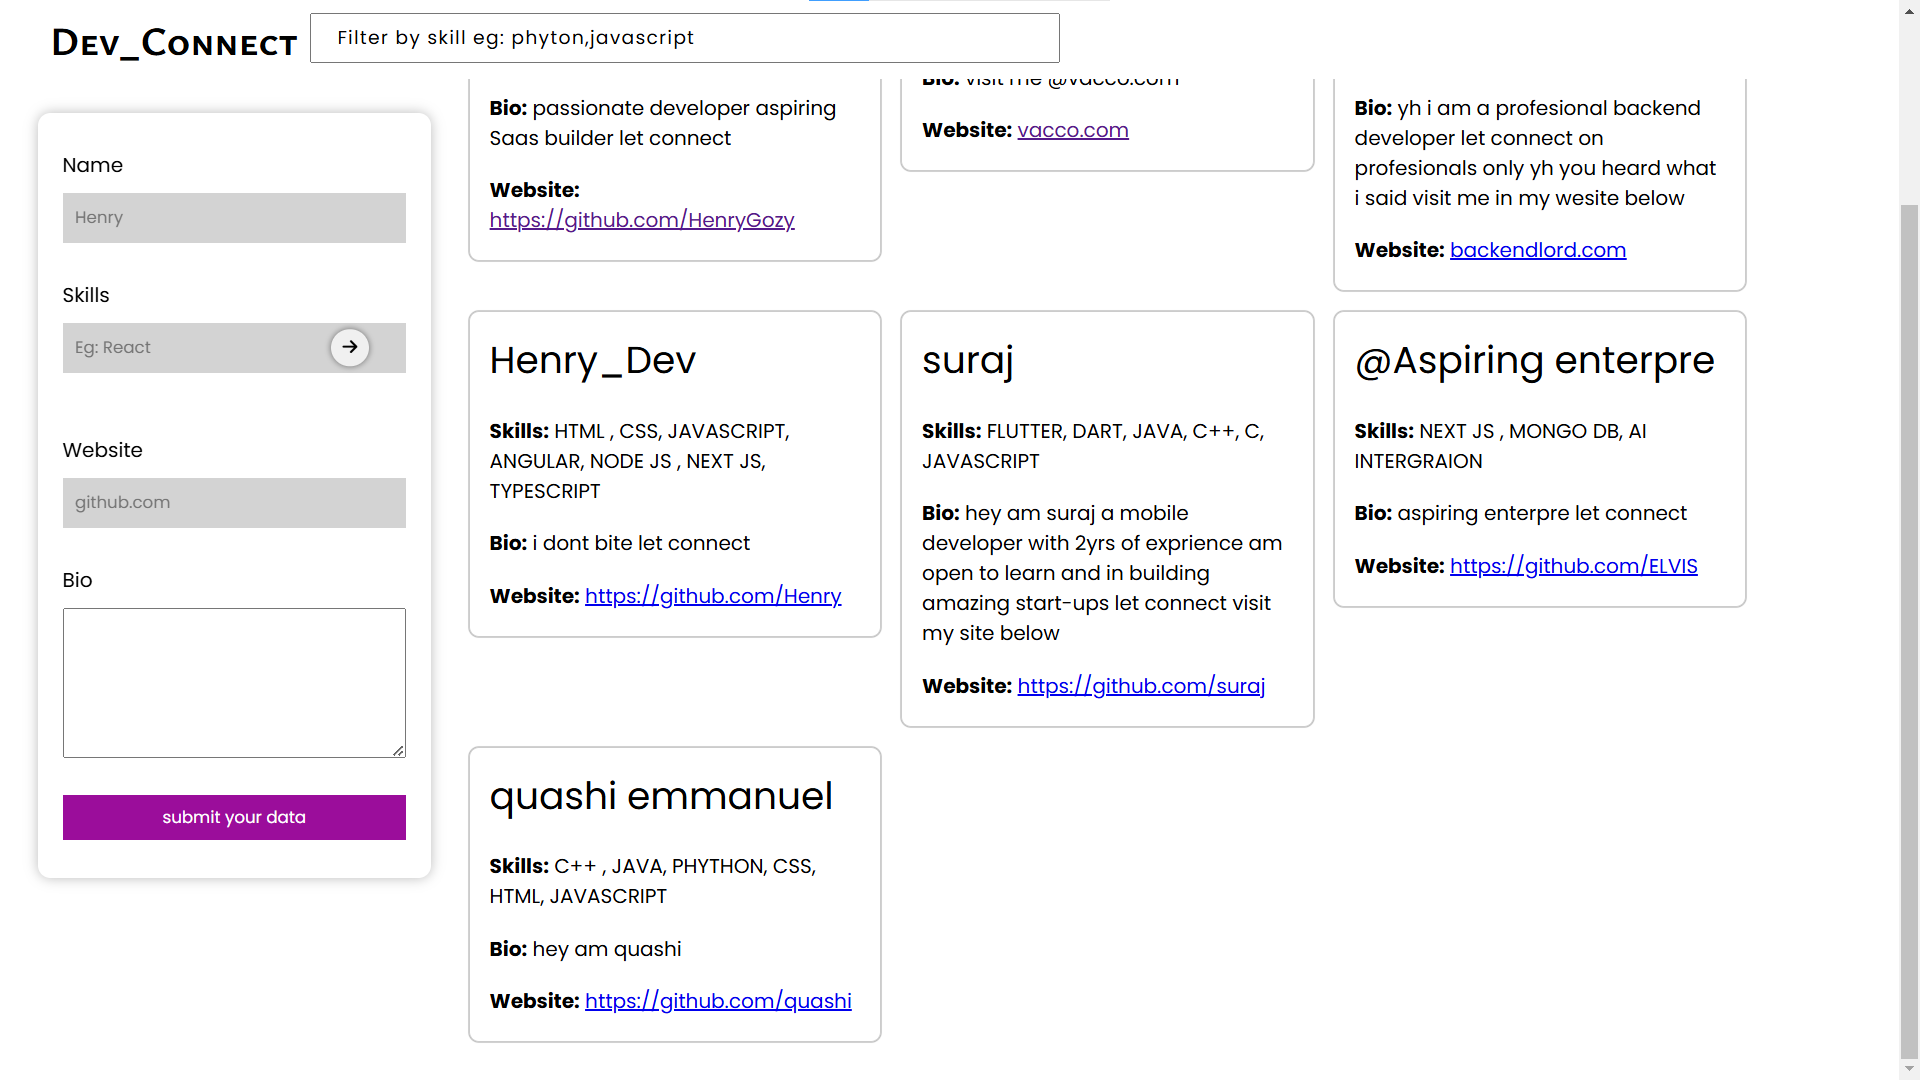 Dev_Connect
Filter by skill eg: phyton,javascript
Name
Henry
Skills
Eg: React
Website
github.com
Bio
submit your data
Bio: passionate developer aspiring
Saas builder let connect
Website:
https://github.com/HenryGozy
Bio: visit me @vacco.com
Website: vacco.com
Bio: yh i am a profesional backend
developer let connect on
profesionals only yh you heard what
i said visit me in my wesite below
Website: backendlord.com
Henry_Dev
Skills: HTML , CSS, JAVASCRIPT,
ANGULAR, NODE JS , NEXT JS,
TYPESCRIPT
Bio: i dont bite let connect
Website: https://github.com/Henry
suraj
Skills: FLUTTER, DART, JAVA, C++, C,
JAVASCRIPT
Bio: hey am suraj a mobile
developer with 2yrs of exprience am
open to learn and in building
amazing start-ups let connect visit
my site below
Website: https://github.com/suraj
@Aspiring enterpre
Skills: NEXT JS , MONGO DB, AI
INTERGRAION
Bio: aspiring enterpre let connect
Website: https://github.com/ELVIS
quashi emmanuel
Skills: C++ , JAVA, PHYTHON, CSS,
HTML, JAVASCRIPT
Bio: hey am quashi
Website: https://github.com/quashi